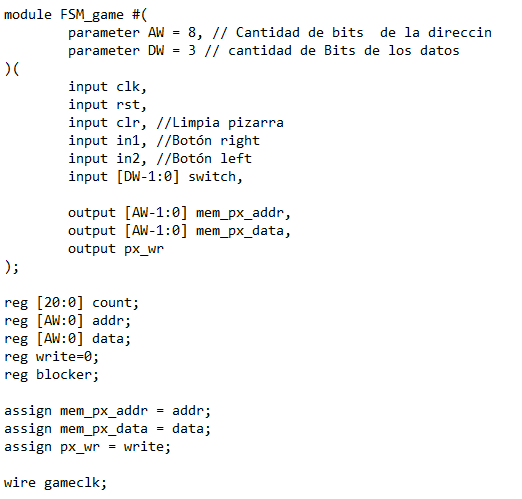 module FSM_game #(
	parameter AW = 8, // Cantidad de bits  de la direccin
	parameter DW = 3 // cantidad de Bits de los datos
)(
	input clk,
	input rst,
	input clr, //Limpia pizarra
	input in1, //Botón right
	input in2, //Botón left
	input [DW-1:0] switch,

	output [AW-1:0] mem_px_addr,
	output [AW-1:0] mem_px_data,
	output px_wr
);

reg [20:0] count;
reg [AW:0] addr;
reg [AW:0] data;
reg write=0;
reg blocker;

assign mem_px_addr = addr;
assign mem_px_data = data;
assign px_wr = write;

wire gameclk;